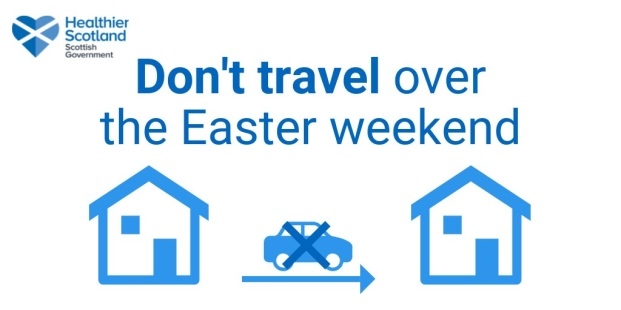 Healthier
Scotland
Scottish
Government
Don't travel over
the Easter weekend